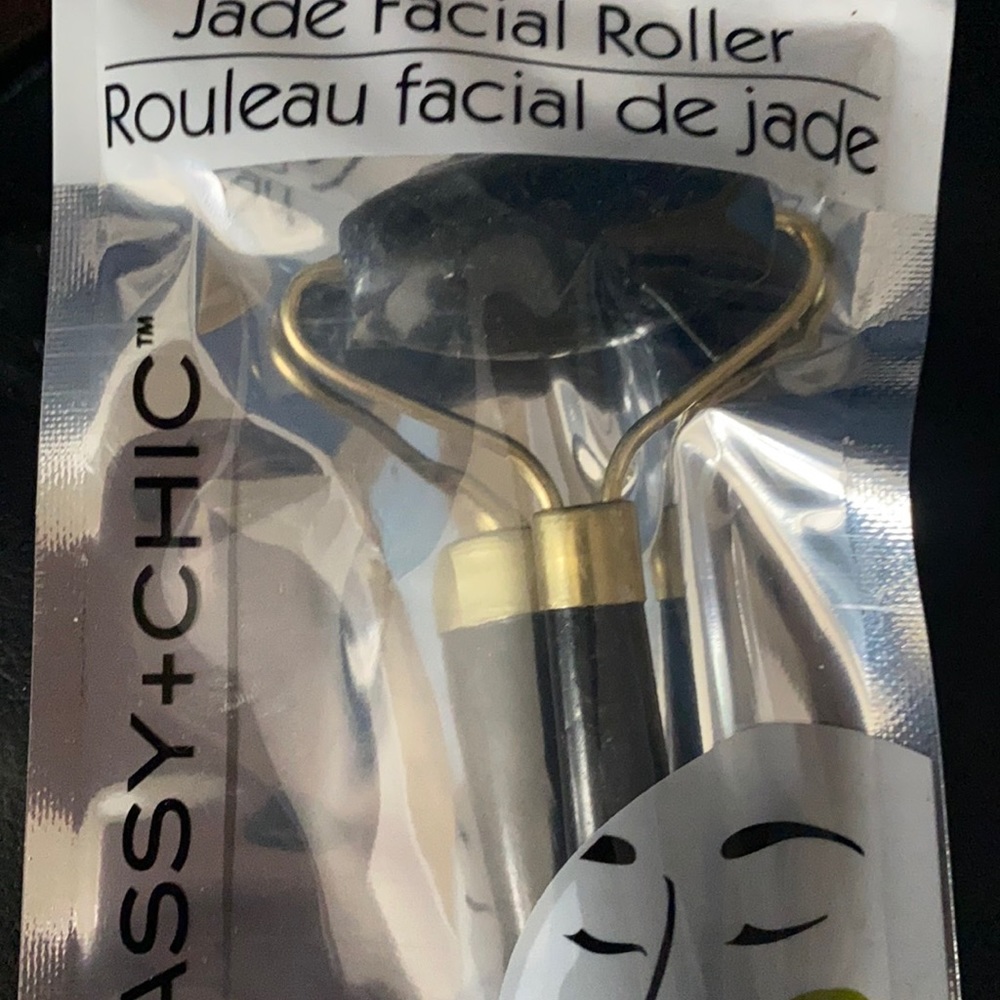 Jade Facial Roller
Rouleau facial de jade
ASSY+CHIC™